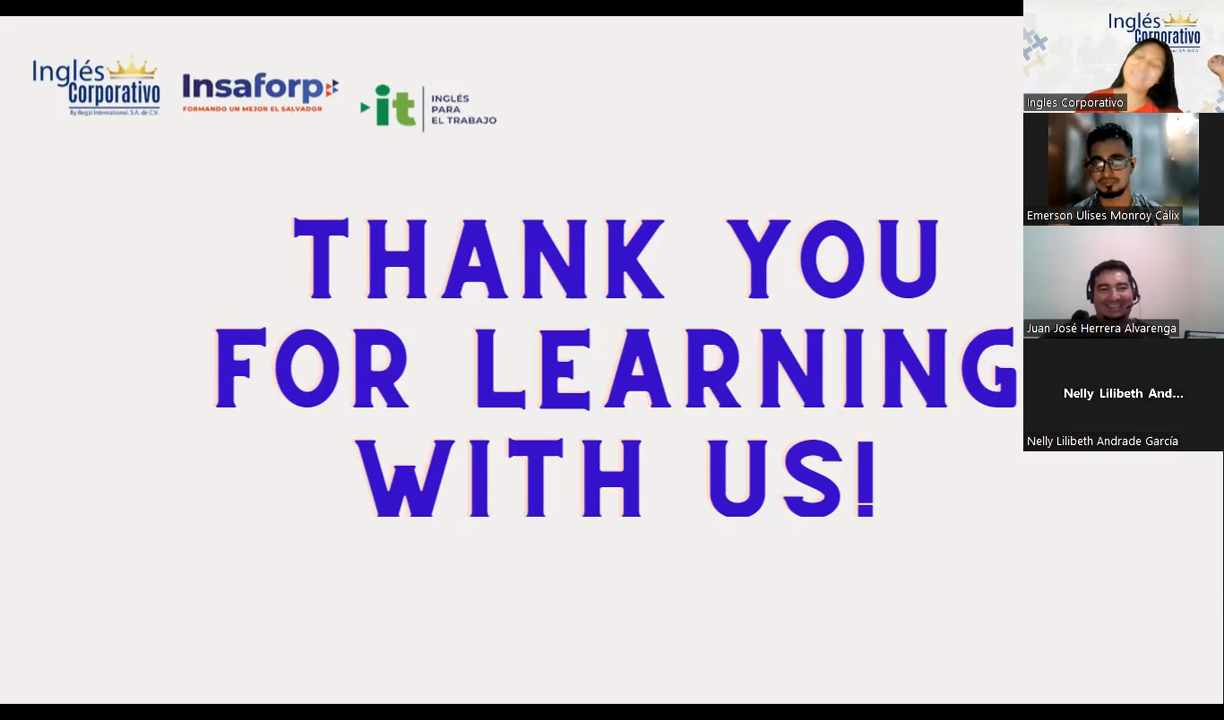 Inglés
Corporativo
By Regal International, S.A. de C.V.
Insaforp
FORMANDO UN MEJOR EL SALVADOR
it
INGLÉS
PARA
EL TRABAJO
THANK YOU
FOR LEARNING
WITH US!
Inglés
Corporativo
Ingles Corporativo
Emerson Ulises Monroy Cálix
Juan José Herrera Alvarenga
Nelly Lilibeth And...
Nelly Lilibeth Andrade García